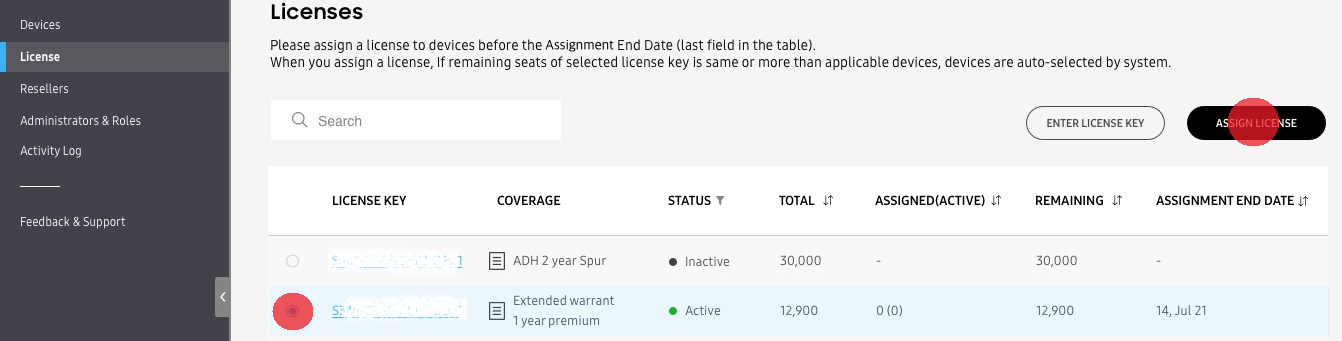 Devices
License
Resellers
Administrators & Roles
Activity Log
Feedback & Support
Licenses
Please assign a license to devices before the Assignment End Date (last field in the table).
When you assign a license, If remaining seats of selected license key is same or more than applicable devices, devices are auto-selected by system.
Search
ENTER LICENSE KEY
ASSIGN LICENSE
LICENSE KEY COVERAGE STATUS TOTAL ASSIGNED(ACTIVE) REMAINING ASSIGNMENT END DATE
ADH 2 year Spur Inactive 30,000 - 30,000 -
Extended warrant
1 year premium
Active 12,900 0 (0) 12,900 14, Jul 21